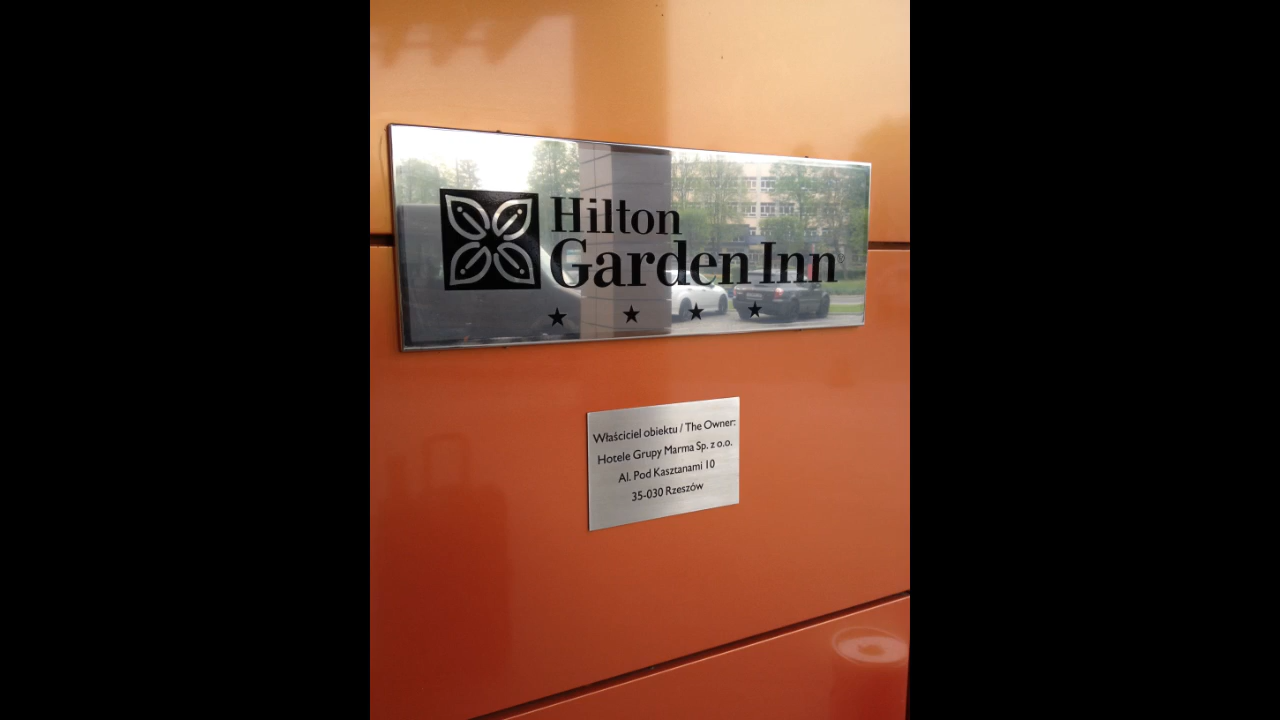 Hilton
Garden Inn
Właściciel obiektu / The Owner:
Hotele Grupy Marma Sp. z o.o.
Al. Pod Kasztanami 10
35-030 Rzeszów